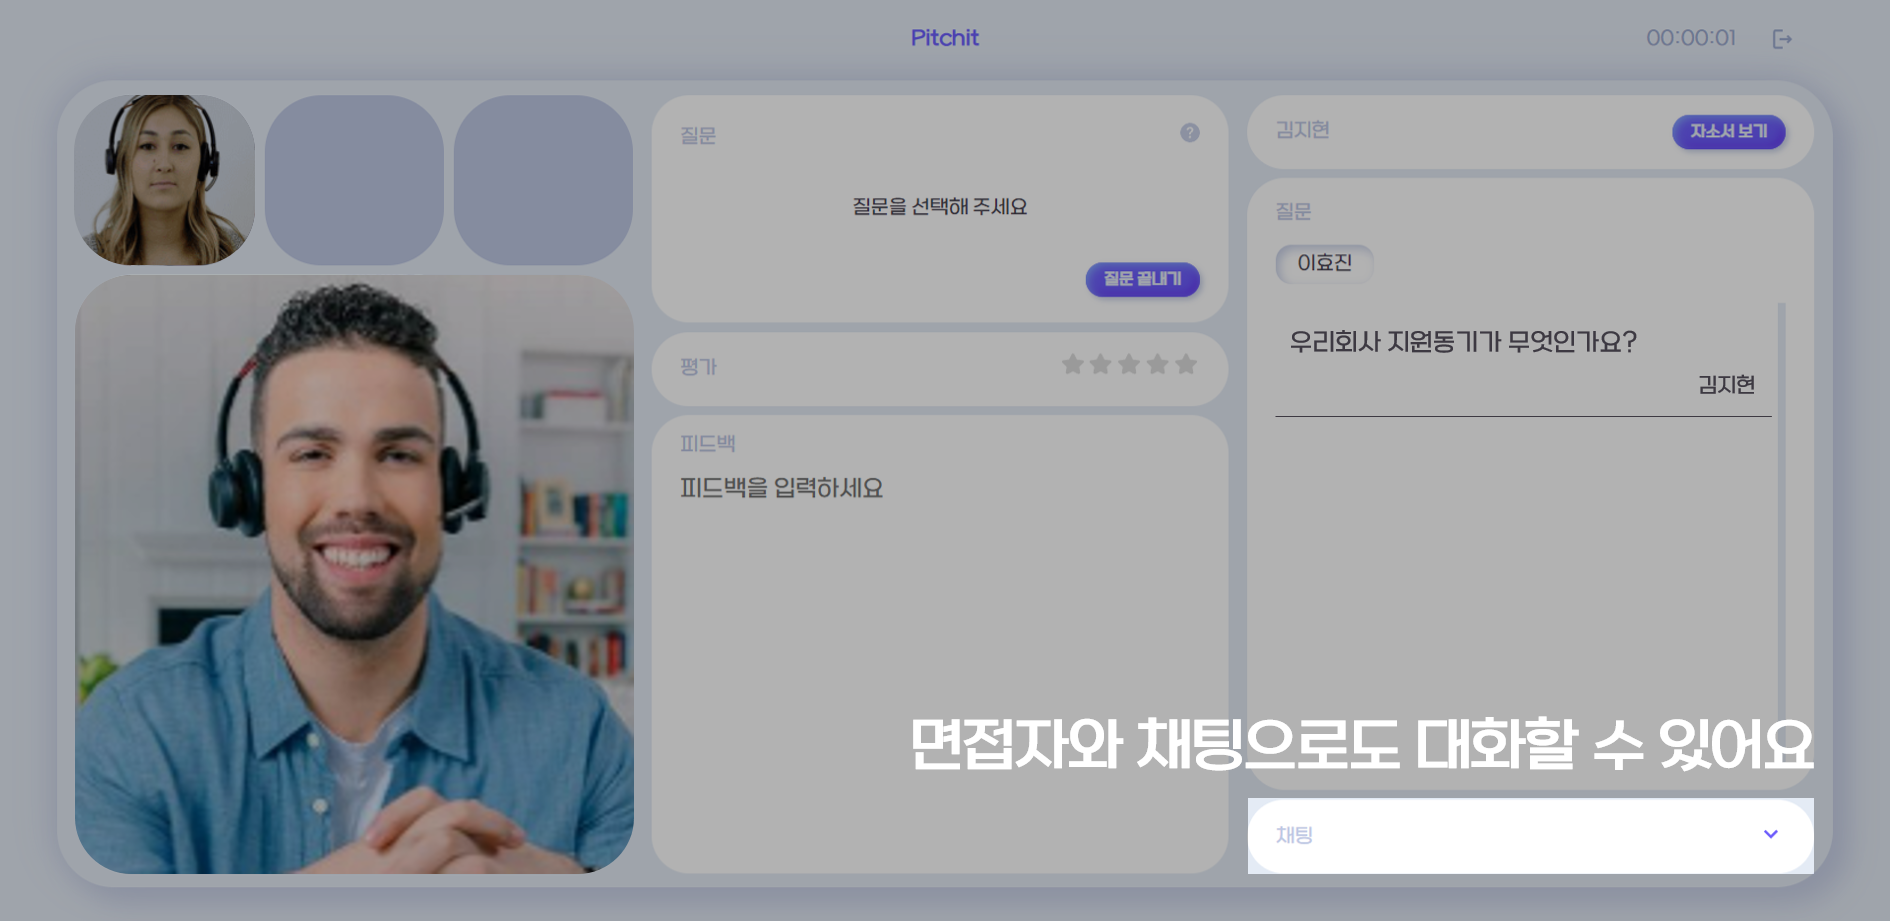 Pitchit
00:00:01
질문
질문을 선택해 주세요
질문 끝내기
평가
피드백
피드백을 입력하세요
김지현
자소서 보기
질문
이효진
우리회사 지원동기가 무엇인가요?
김지현
면접자와 채팅으로도 대화할 수 있어요
채팅